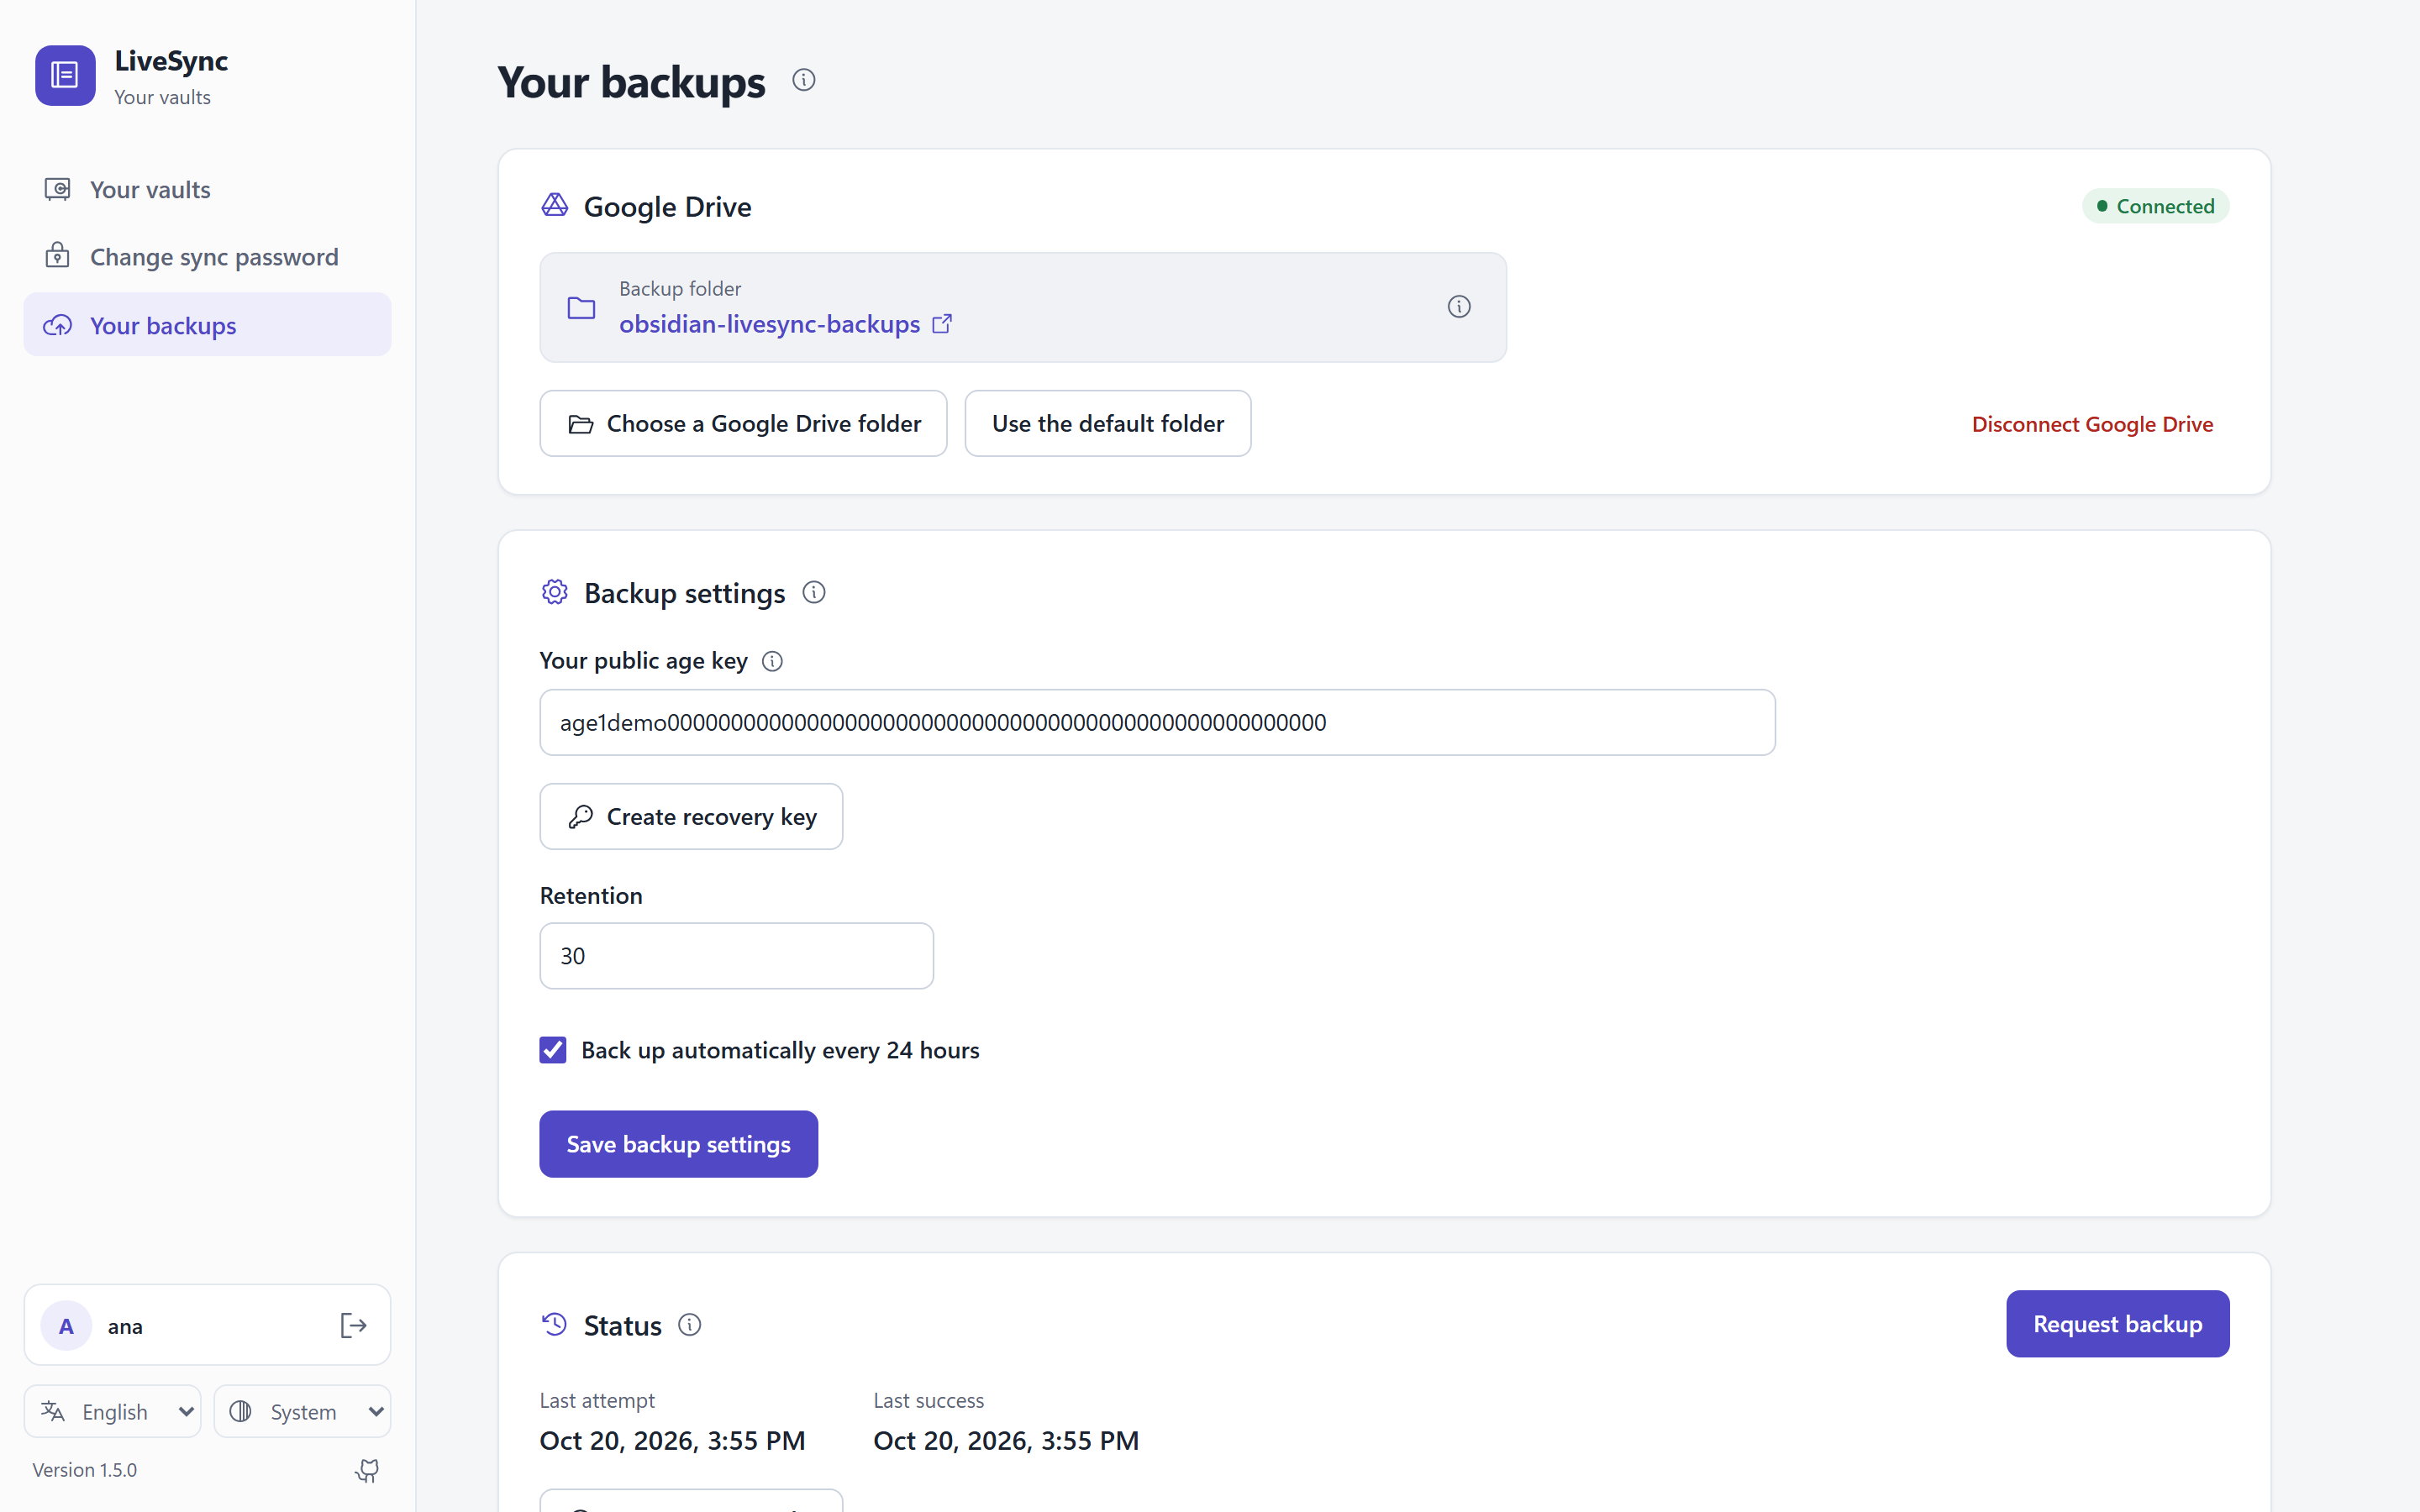 LiveSync
Your vaults
Your vaults
Change sync password
Your backups
ana
A
English
System
Version 1.5.0
Your backups
Google Drive
Connected
Backup folder
obsidian-livesync-backups
Choose a Google Drive folder
Use the default folder
Disconnect Google Drive
Backup settings
Your public age key
age1demo0000000000000000000000000000000000000000000000000000
Create recovery key
Retention
30
Back up automatically every 24 hours
Save backup settings
Status
Request backup
Last attempt
Last success
Oct 20, 2026, 3:55 PM
Oct 20, 2026, 3:55 PM